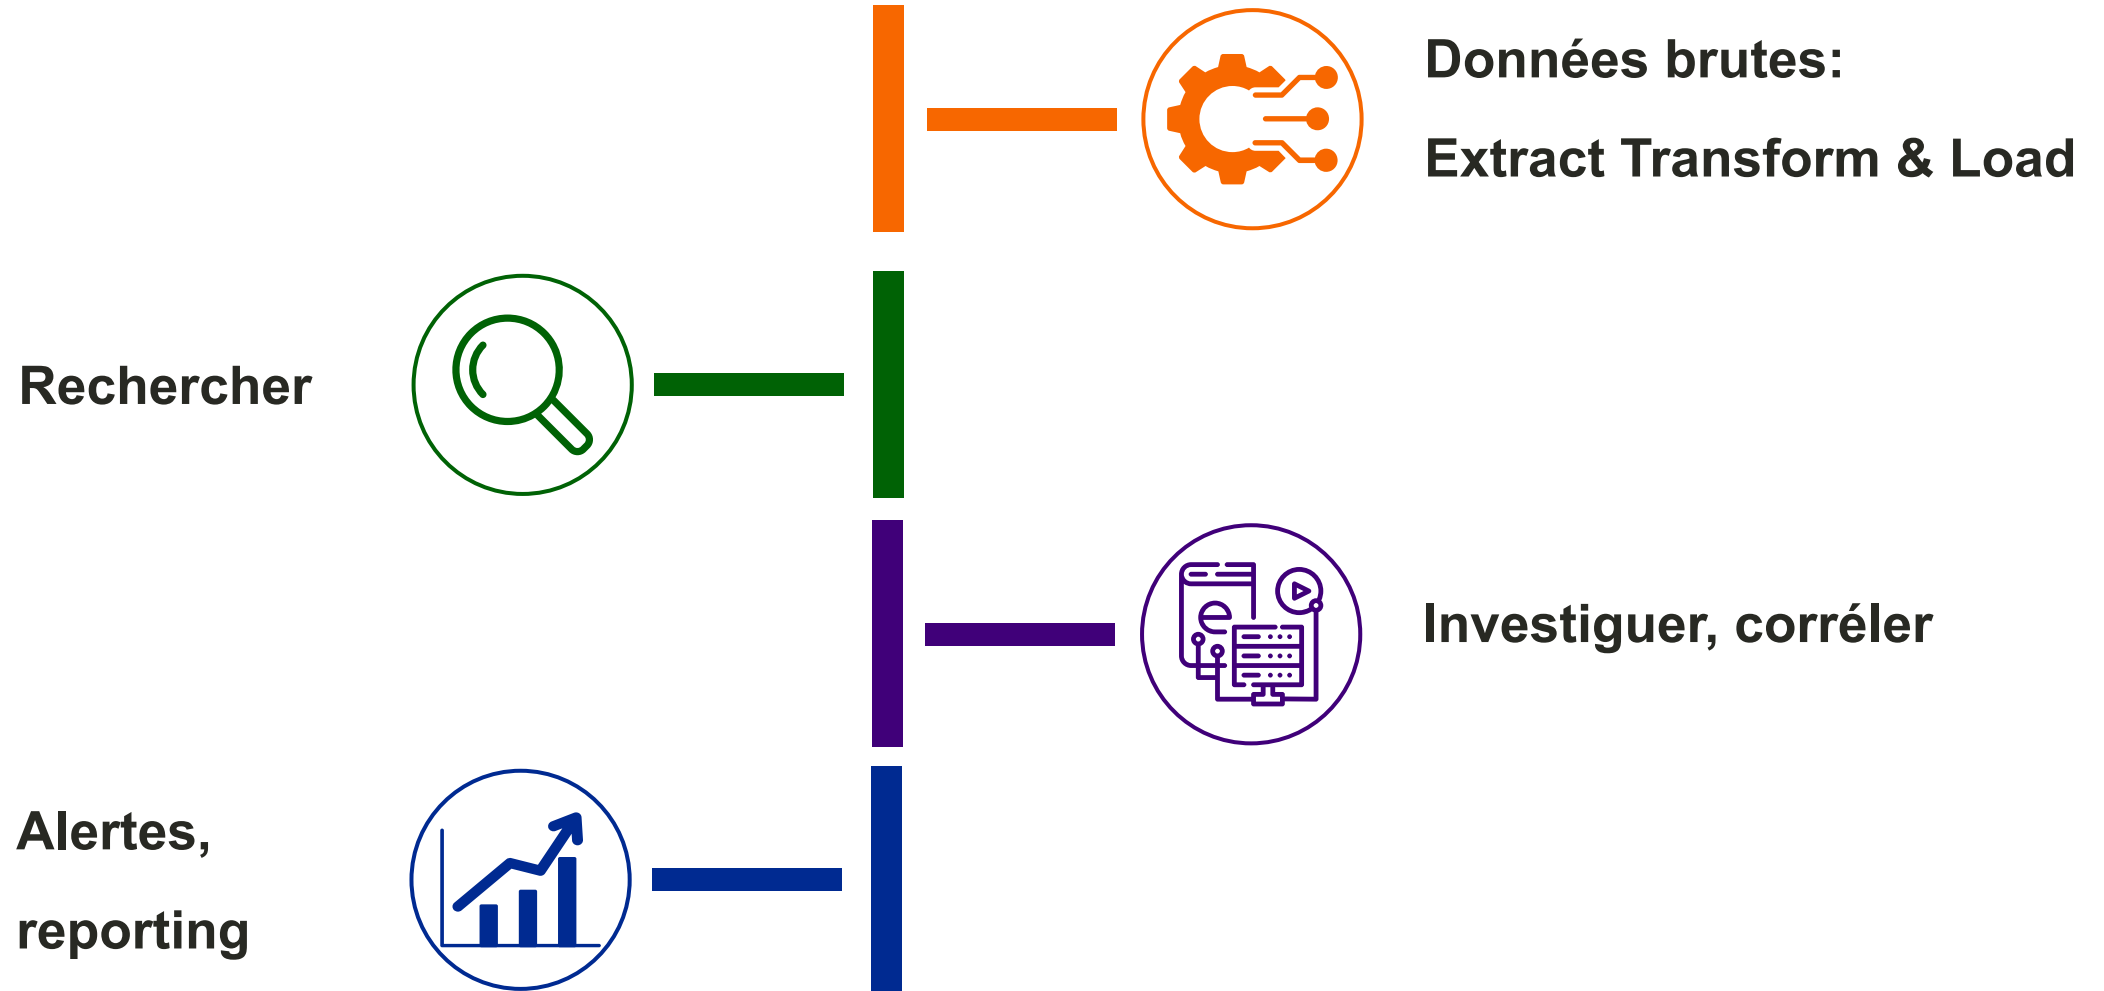 Données brutes:
Extract Transform & Load
Rechercher
Investiguer, corréler
Alertes,
reporting